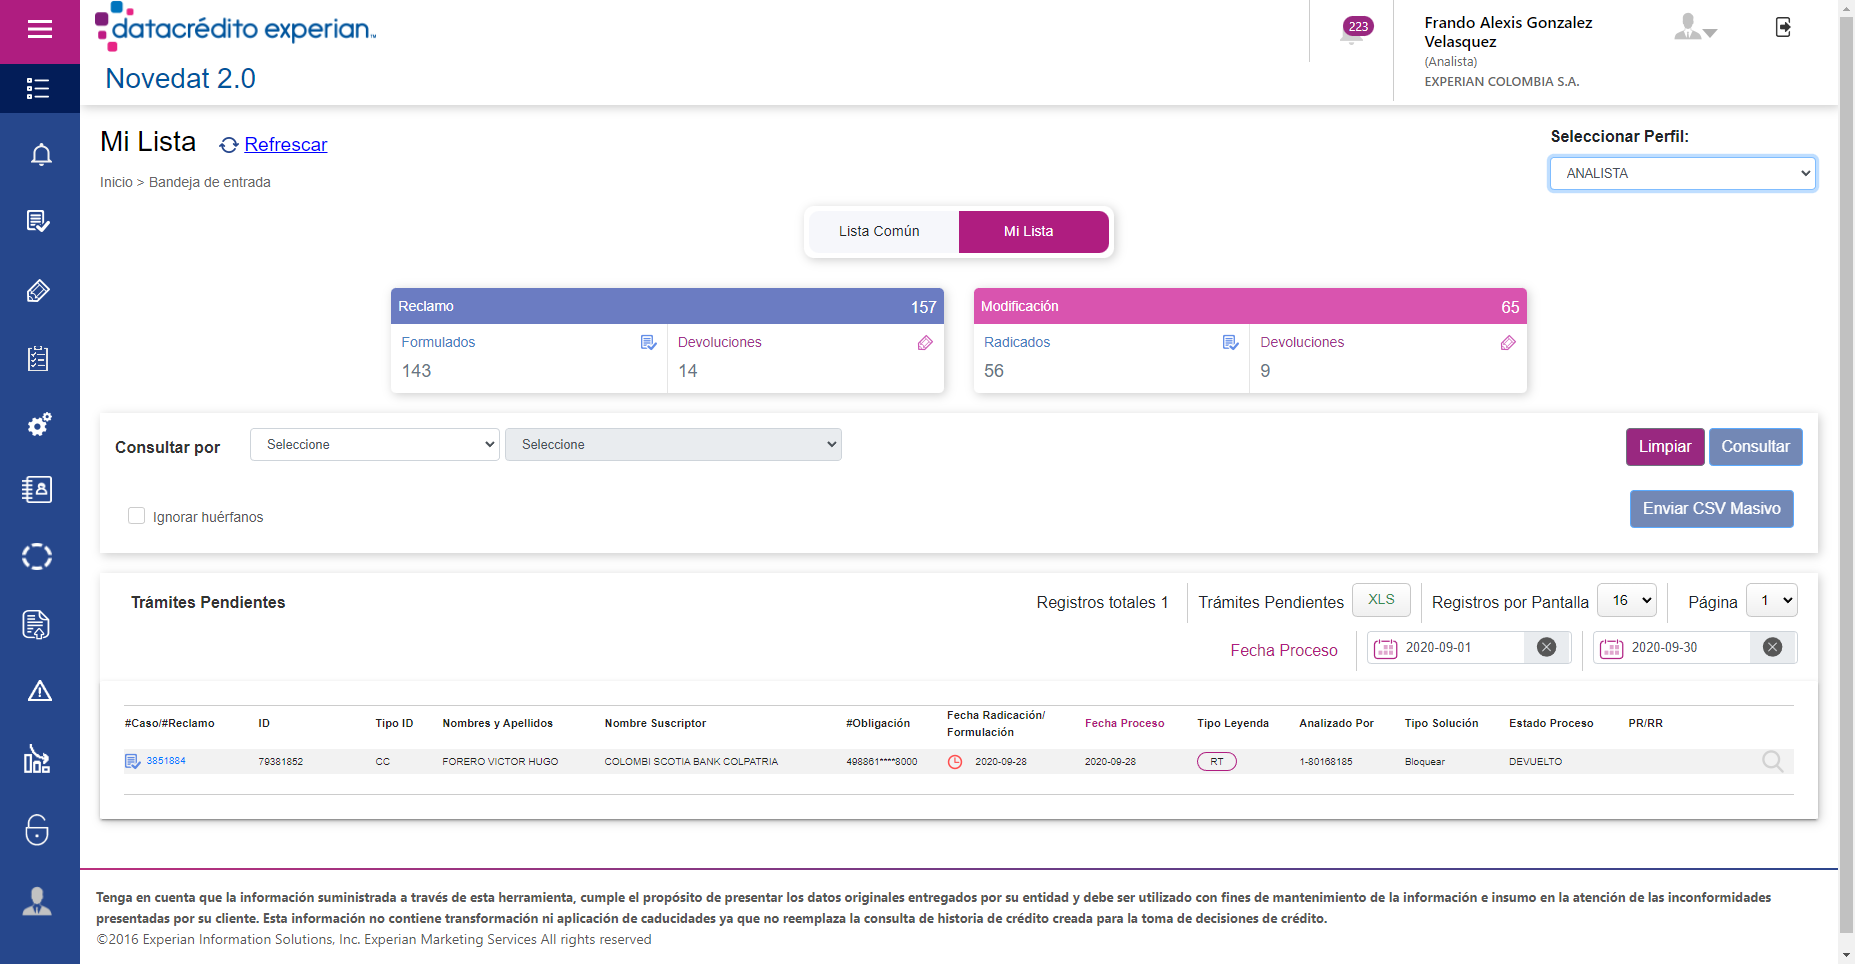 datacrédito experian™
Novedat 2.0
223
Frando Alexis Gonzalez
Velasquez
(Analista)
EXPERIAN COLOMBIA S.A.
Mi Lista
Refrescar
Inicio > Bandeja de entrada
Seleccionar Perfil:
ANALISTA
Lista Común
Mi Lista
Reclamo 157
Formulados
143
Devoluciones
14
Modificación 65
Radicados
56
Devoluciones
9
Consultar por
Seleccione
Seleccione
Limpiar
Consultar
Ignorar huérfanos
Enviar CSV Masivo
Trámites Pendientes
Registros totales 1
Trámites Pendientes XLS
Registros por Pantalla 16
Página 1
Fecha Proceso 2020-09-01 2020-09-30
#Caso/#Reclamo ID Tipo ID Nombres y Apellidos Nombre Suscriptor #Obligación Fecha Radicación/ Formulación Fecha Proceso Tipo Leyenda Analizado Por Tipo Solución Estado Proceso PR/RR
3851884 79381852 CC FORERO VICTOR HUGO COLOMBI SCOTIA BANK COLPATRIA 498861****8000 2020-09-28 2020-09-28 RT 1-80168185 Bloquear DEVUELTO
Tenga en cuenta que la información suministrada a través de esta herramienta, cumple el propósito de presentar los datos originales entregados por su entidad y debe ser utilizado con fines de mantenimiento de la información e insumo en la atención de las inconformidades
presentadas por su cliente. Esta información no contiene transformación ni aplicación de caducidades ya que no reemplaza la consulta de historia de crédito creada para la toma de decisiones de crédito.
©2016 Experian Information Solutions, Inc. Experian Marketing Services All rights reserved